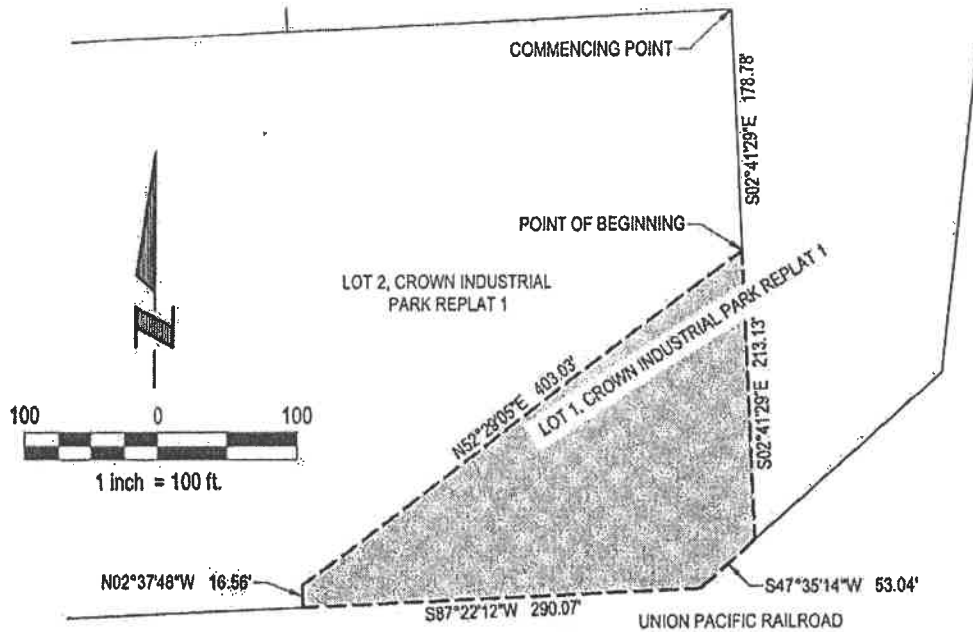 COMMENCING POINT
S02°41'29"E 178.78'
POINT OF BEGINNING
LOT 2, CROWN INDUSTRIAL
PARK REPLAT 1
N52°29'05"E 403.03'
LOT 1, CROWN INDUSTRIAL PARK REPLAT 1
S02°41'29"E 213.13'
N
100 0 100
1 inch = 100 ft.
N02°37'48"W 16.56'
S87°22'12"W 290.07'
S47°35'14"W 53.04'
UNION PACIFIC RAILROAD